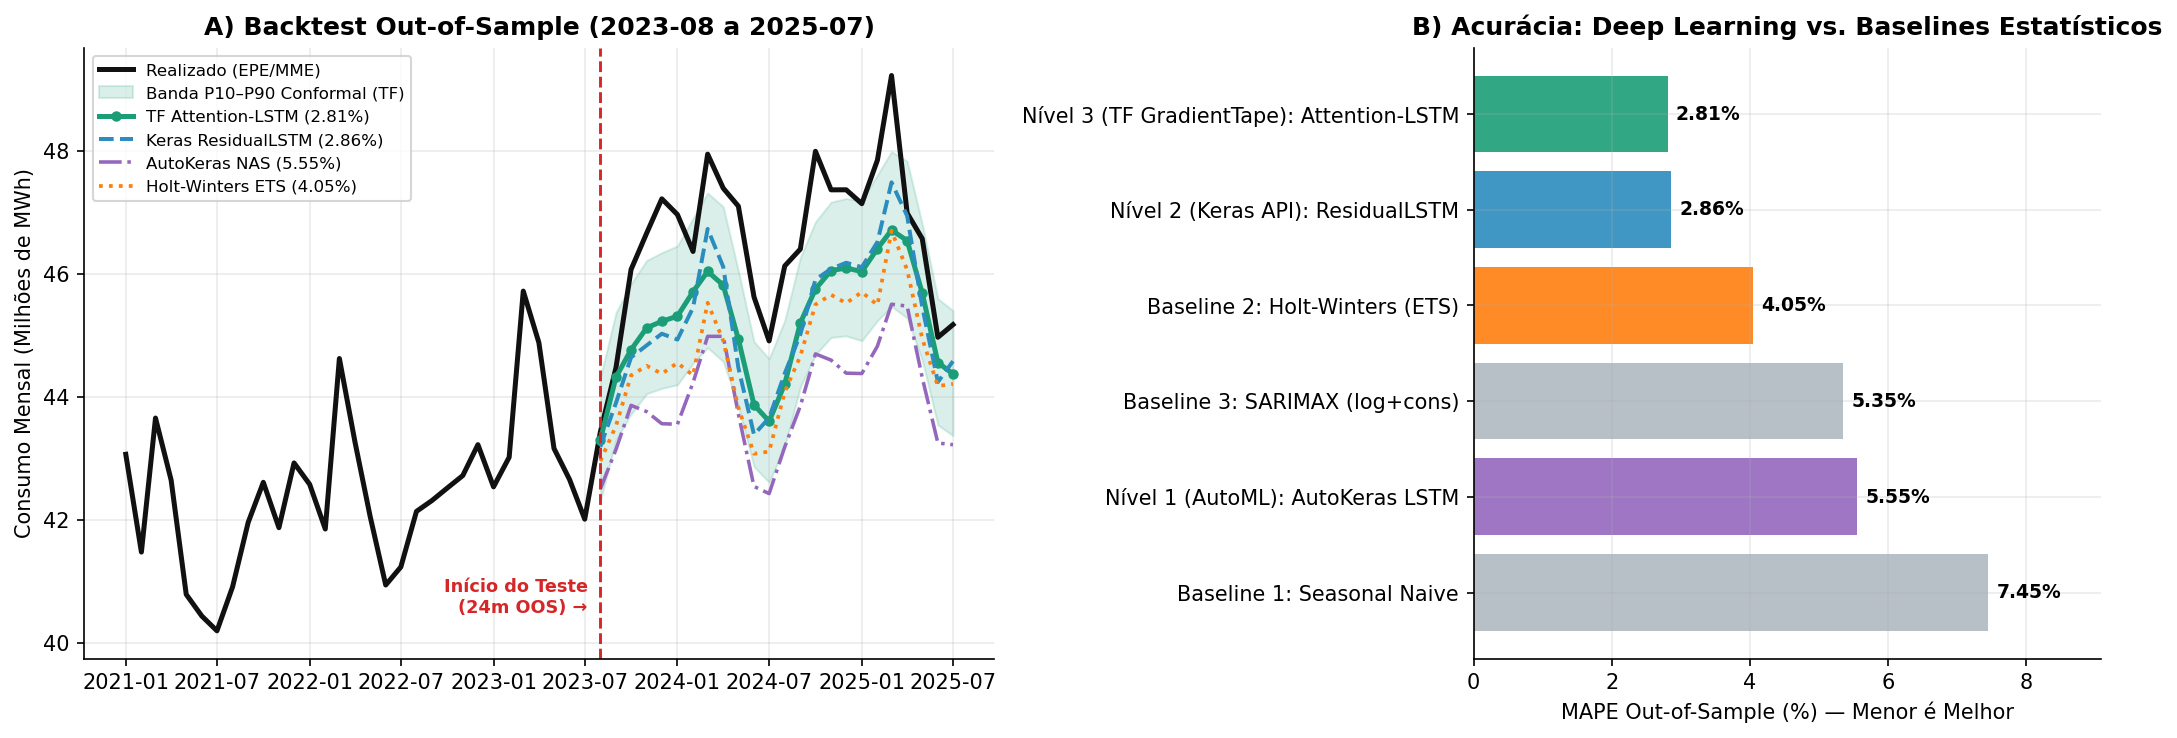 A) Backtest Out-of-Sample (2023-08 a 2025-07)
Realizado (EPE/MME)
Banda P10–P90 Conformal (TF)
TF Attention-LSTM (2.81%)
Keras ResidualLSTM (2.86%)
AutoKeras NAS (5.55%)
Holt-Winters ETS (4.05%)
Consumo Mensal (Milhões de MWh)
48
46
44
42
40
Início do Teste
(24m OOS) →
2021-01 2021-07 2022-01 2022-07 2023-01 2023-07 2024-01 2024-07 2025-01 2025-07
B) Acurácia: Deep Learning vs. Baselines Estatísticos
Nível 3 (TF GradientTape): Attention-LSTM 2.81%
Nível 2 (Keras API): ResidualLSTM 2.86%
Baseline 2: Holt-Winters (ETS) 4.05%
Baseline 3: SARIMAX (log+cons) 5.35%
Nível 1 (AutoML): AutoKeras LSTM 5.55%
Baseline 1: Seasonal Naive 7.45%
0 2 4 6 8
MAPE Out-of-Sample (%) — Menor é Melhor